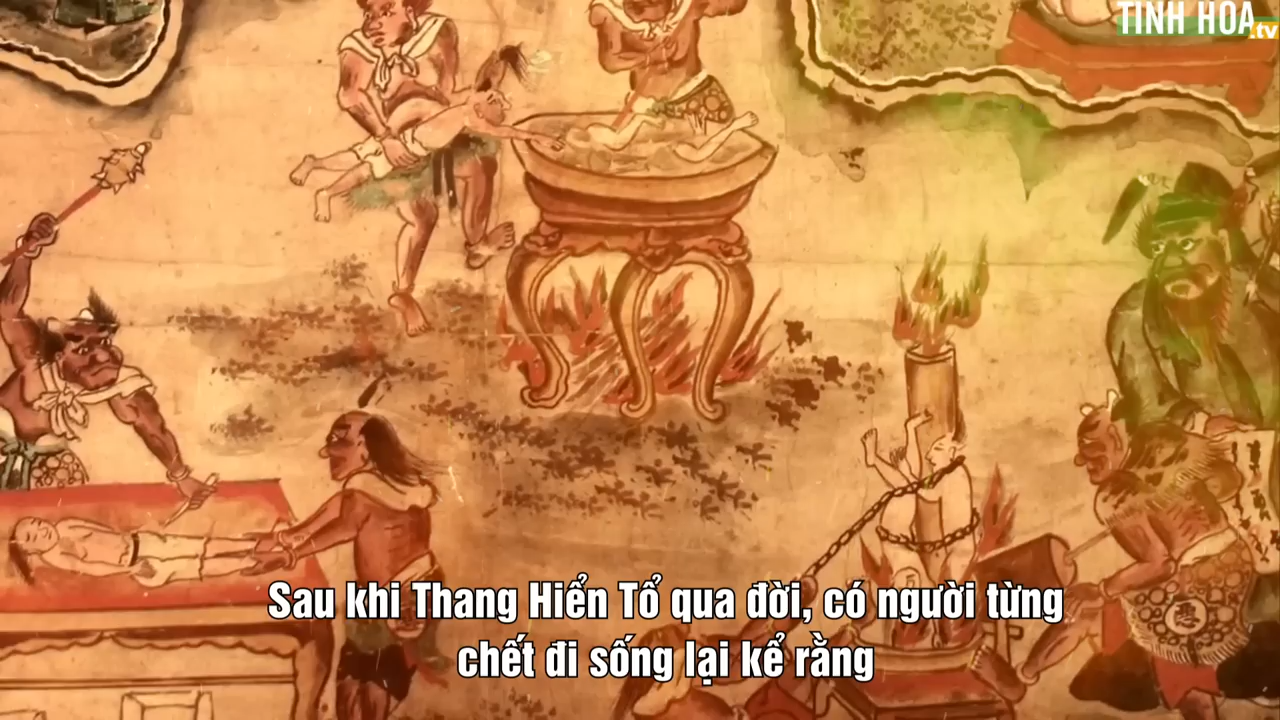 TINH HOA
.tv
Sau khi Thang Hiển Tổ qua đời, có người từng
chết đi sống lại kể rằng